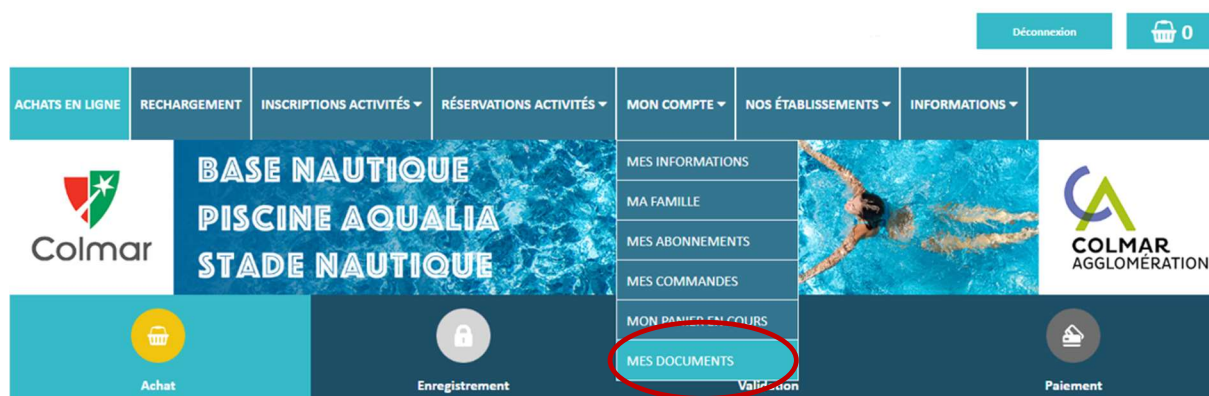 Déconnexion
0
ACHATS EN LIGNE
RECHARGEMENT
INSCRIPTIONS ACTIVITÉS
RÉSERVATIONS ACTIVITÉS
MON COMPTE
NOS ÉTABLISSEMENTS
INFORMATIONS
Colmar
BASE NAUTIQUE
PISCINE AQUALIA
STADE NAUTIQUE
MES INFORMATIONS
MA FAMILLE
MES ABONNEMENTS
MES COMMANDES
MON PANIER EN COURS
MES DOCUMENTS
CA
COLMAR
AGGLOMÉRATION
Achat
Enregistrement
Validation
Paiement